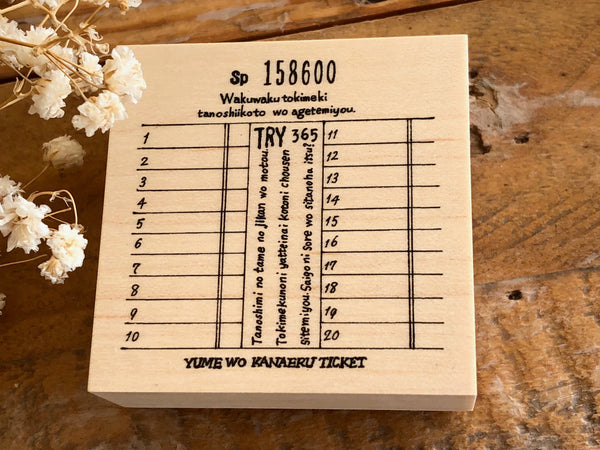 Sp 158600
Wakuwaku tokimeki
tanoshiikoto wo agetemiyou.
1
2
3
4
5
6
7
8
9
10
TRY 365
Tanoshimi no tame no jikan wo motou.
Tokimekunoni yatteinai kotoni chousen
sitemiyou. Saigo ni sore wo sitanoha itsu?
11
12
13
14
15
16
17
18
19
20
YUME WO KANAERU TICKET